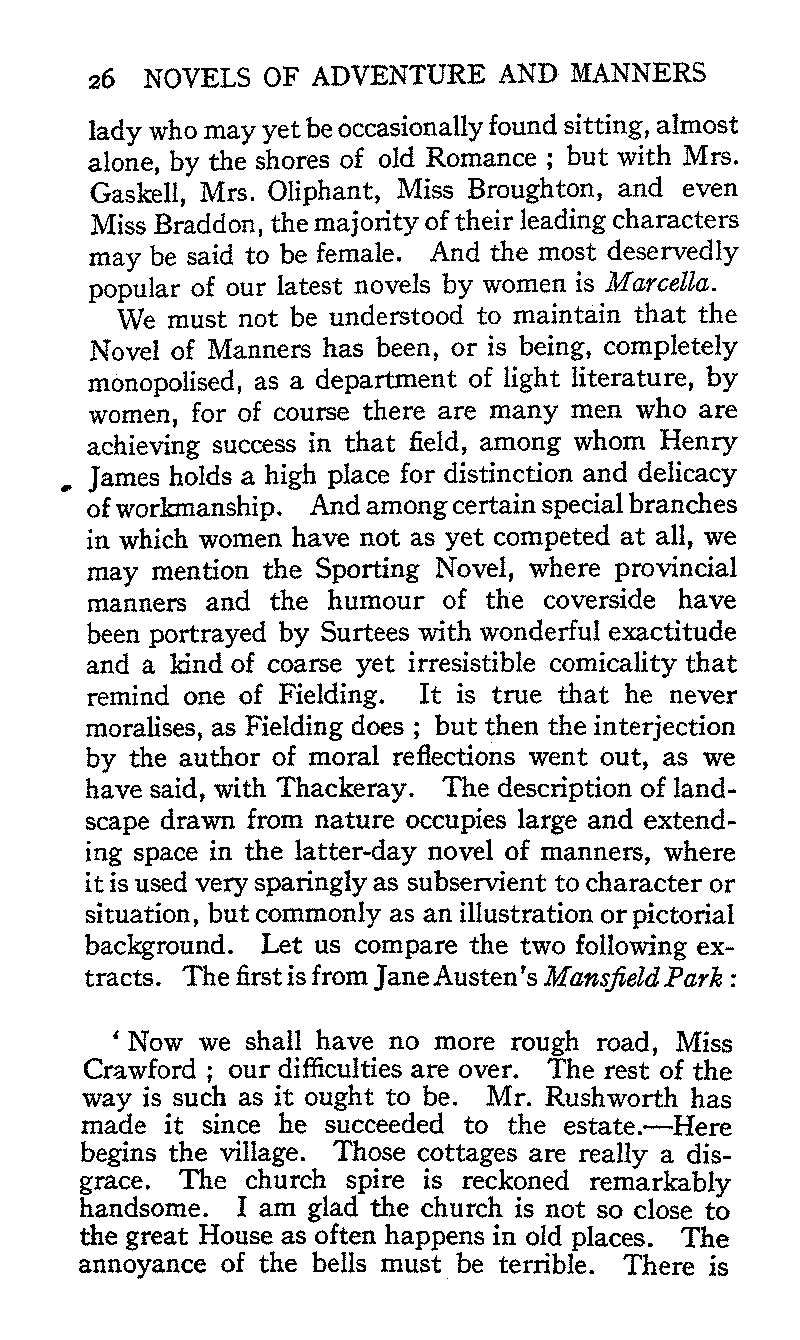 26 NOVELS OF ADVENTURE AND MANNERS
lady who may yet be occasionally found sitting, almost
alone, by the shores of old Romance ; but with Mrs.
Gaskell, Mrs. Oliphant, Miss Broughton, and even
Miss Braddon, the majority of their leading characters
may be said to be female. And the most deservedly
popular of our latest novels by women is Marcella.
We must not be understood to maintain that the
Novel of Manners has been, or is being, completely
monopolised, as a department of light literature, by
women, for of course there are many men who are
achieving success in that field, among whom Henry
James holds a high place for distinction and delicacy
of workmanship. And among certain special branches
in which women have not as yet competed at all, we
may mention the Sporting Novel, where provincial
manners and the humour of the coverside have
been portrayed by Surtees with wonderful exactitude
and a kind of coarse yet irresistible comicality that
remind one of Fielding. It is true that he never
moralises, as Fielding does ; but then the interjection
by the author of moral reflections went out, as we
have said, with Thackeray. The description of land-
scape drawn from nature occupies large and extend-
ing space in the latter-day novel of manners, where
it is used very sparingly as subservient to character or
situation, but commonly as an illustration or pictorial
background. Let us compare the two following ex-
tracts. The first is from Jane Austen's Mansfield Park :
‘ Now we shall have no more rough road, Miss
Crawford ; our difficulties are over. The rest of the
way is such as it ought to be. Mr. Rushworth has
made it since he succeeded to the estate.—Here
begins the village. Those cottages are really a dis-
grace. The church spire is reckoned remarkably
handsome. I am glad the church is not so close to
the great House as often happens in old places. The
annoyance of the bells must be terrible. There is